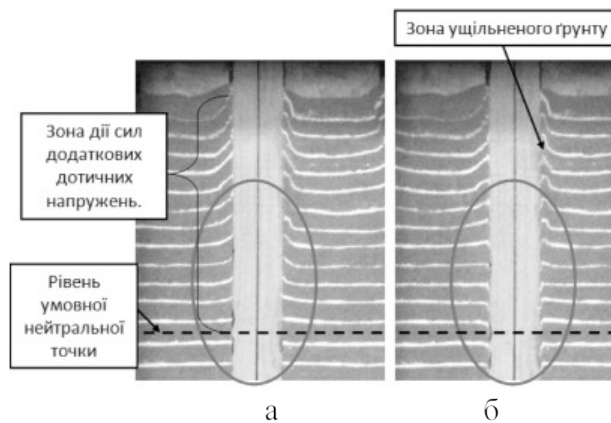 Зона ущільненого ґрунту
Зона дії сил
додаткових
дотичних
напружень.
Рівень
умовної
нейтральної
точки
а
б